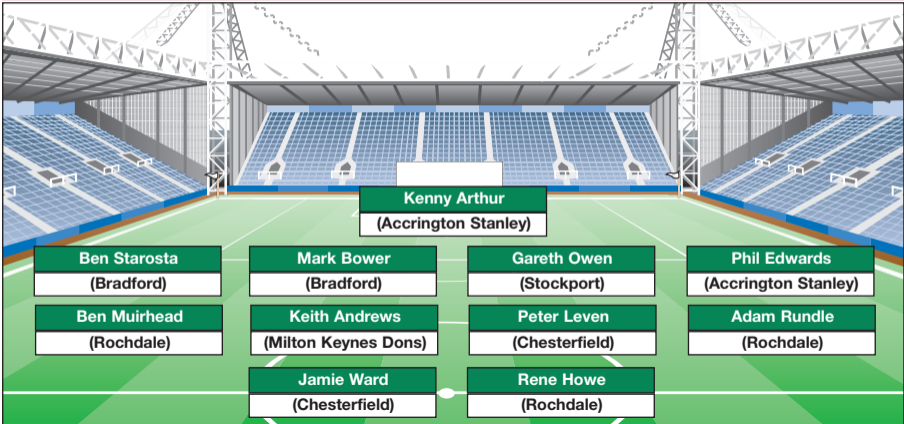 Kenny Arthur
(Accrington Stanley)
Ben Starosta
(Bradford)
Mark Bower
(Bradford)
Gareth Owen
(Stockport)
Phil Edwards
(Accrington Stanley)
Ben Muirhead
(Rochdale)
Keith Andrews
(Milton Keynes Dons)
Peter Leven
(Chesterfield)
Adam Rundle
(Rochdale)
Jamie Ward
(Chesterfield)
Rene Howe
(Rochdale)